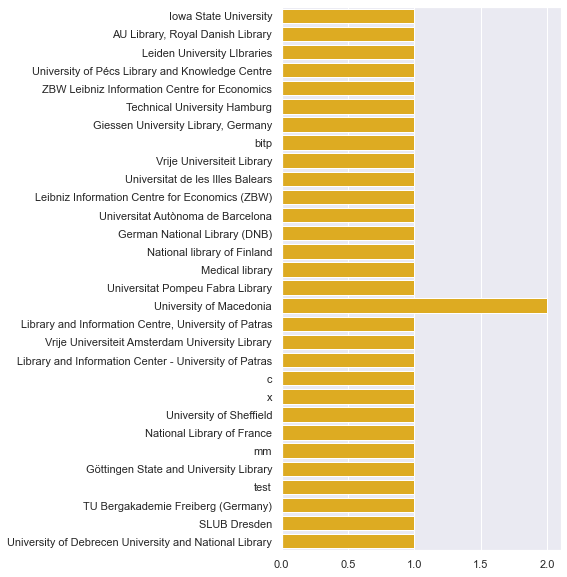 Iowa State University
AU Library, Royal Danish Library
Leiden University LIbraries
University of Pécs Library and Knowledge Centre
ZBW Leibniz Information Centre for Economics
Technical University Hamburg
Giessen University Library, Germany
bitp
Vrije Universiteit Library
Universitat de les Illes Balears
Leibniz Information Centre for Economics (ZBW)
Universitat Autònoma de Barcelona
German National Library (DNB)
National library of Finland
Medical library
Universitat Pompeu Fabra Library
University of Macedonia
Library and Information Centre, University of Patras
Vrije Universiteit Amsterdam University Library
Library and Information Center - University of Patras
c
x
University of Sheffield
National Library of France
mm
Göttingen State and University Library
test
TU Bergakademie Freiberg (Germany)
SLUB Dresden
University of Debrecen University and National Library
0.0 0.5 1.0 1.5 2.0